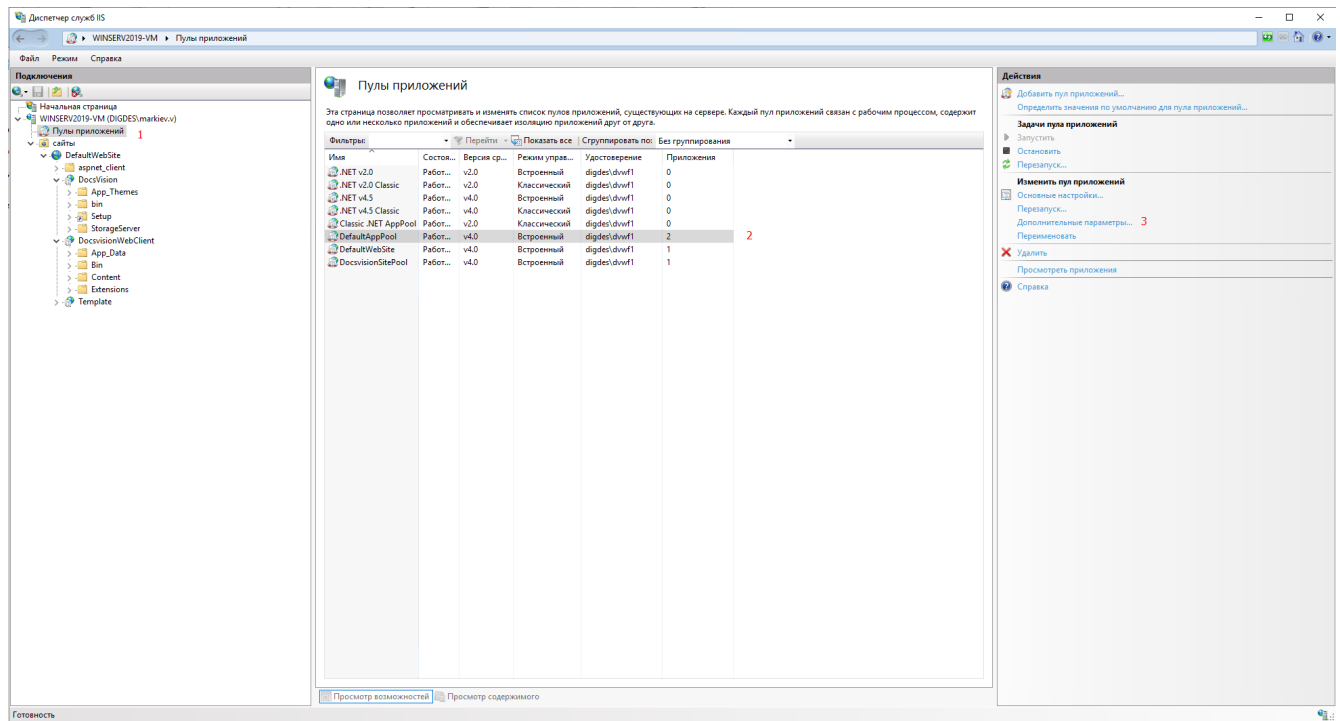 Диспетчер служб IIS
WINSERV2019-VM ▸ Пулы приложений
Файл Режим Справка
Подключения
Начальная страница
WINSERV2019-VM (DIGDES\markiev.v)
Пулы приложений 1
сайты
DefaultWebSite
aspnet_client
DocsVision
App_Themes
bin
Setup
StorageServer
DocsvisionWebClient
App_Data
Bin
Content
Extensions
Template
Пулы приложений
Эта страница позволяет просматривать и изменять список пулов приложений, существующих на сервере. Каждый пул приложений связан с рабочим процессом, содержит
одно или несколько приложений и обеспечивает изоляцию приложений друг от друга.
Фильтры: Перейти Показать все Сгруппировать по: Без группирования
Имя Состоя... Версия ср... Режим управ... Удостоверение Приложения
.NET v2.0 Работ... v2.0 Встроенный digdes\dvwf1 0
.NET v2.0 Classic Работ... v2.0 Классический digdes\dvwf1 0
.NET v4.5 Работ... v4.0 Встроенный digdes\dvwf1 0
.NET v4.5 Classic Работ... v4.0 Классический digdes\dvwf1 0
Classic .NET AppPool Работ... v2.0 Классический digdes\dvwf1 0
DefaultAppPool Работ... v4.0 Встроенный digdes\dvwf1 2 2
DefaultWebSite Работ... v4.0 Встроенный digdes\dvwf1 1
DocsvisionSitePool Работ... v4.0 Встроенный digdes\dvwf1 1
Просмотр возможностей Просмотр содержимого
Действия
Добавить пул приложений...
Определить значения по умолчанию для пула приложений...
Задачи пула приложений
Запустить
Остановить
Перезапуск...
Изменить пул приложений
Основные настройки...
Перезапуск...
Дополнительные параметры... 3
Переименовать
Удалить
Просмотреть приложения
Справка
Готовность